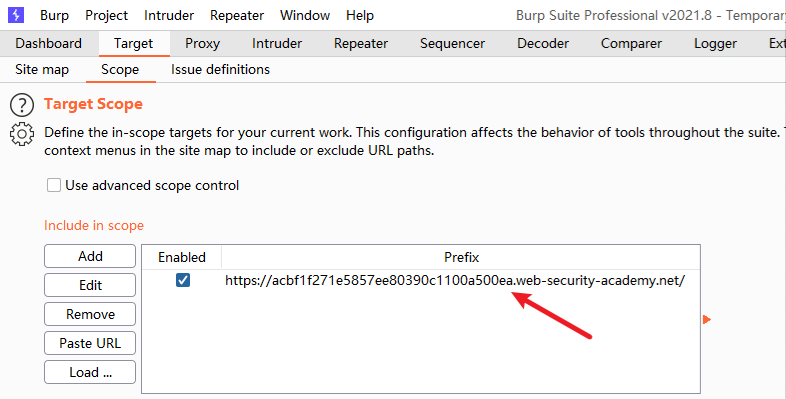 Burp Project Intruder Repeater Window Help Burp Suite Professional v2021.8 - Temporary
Dashboard Target Proxy Intruder Repeater Sequencer Decoder Comparer Logger Ext
Site map Scope Issue definitions
? Target Scope
Define the in-scope targets for your current work. This configuration affects the behavior of tools throughout the suite.
context menus in the site map to include or exclude URL paths.
Use advanced scope control
Include in scope
Add Enabled Prefix
https://acbf1f271e5857ee80390c1100a500ea.web-security-academy.net/
Edit
Remove
Paste URL
Load ...